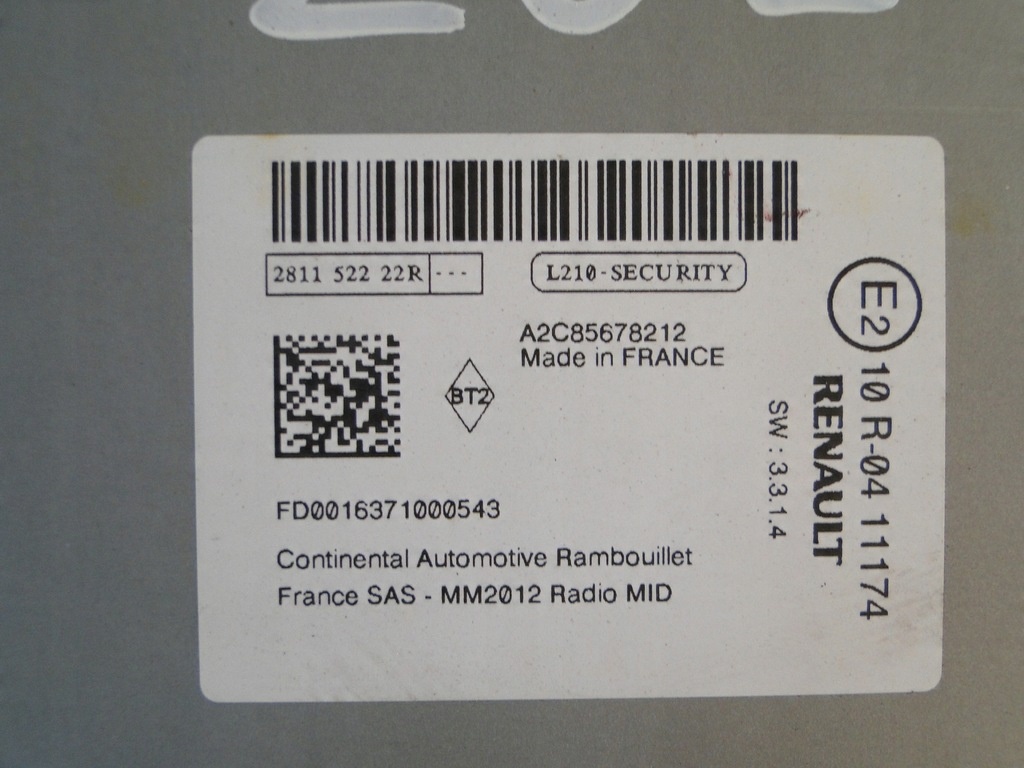 2811 522 22R ---
L210-SECURITY
A2C85678212
Made in FRANCE
BT2
FD0016371000543
Continental Automotive Rambouillet
France SAS - MM2012 Radio MID
E2 10 R-04 11174
RENAULT
SW : 3.3.1.4